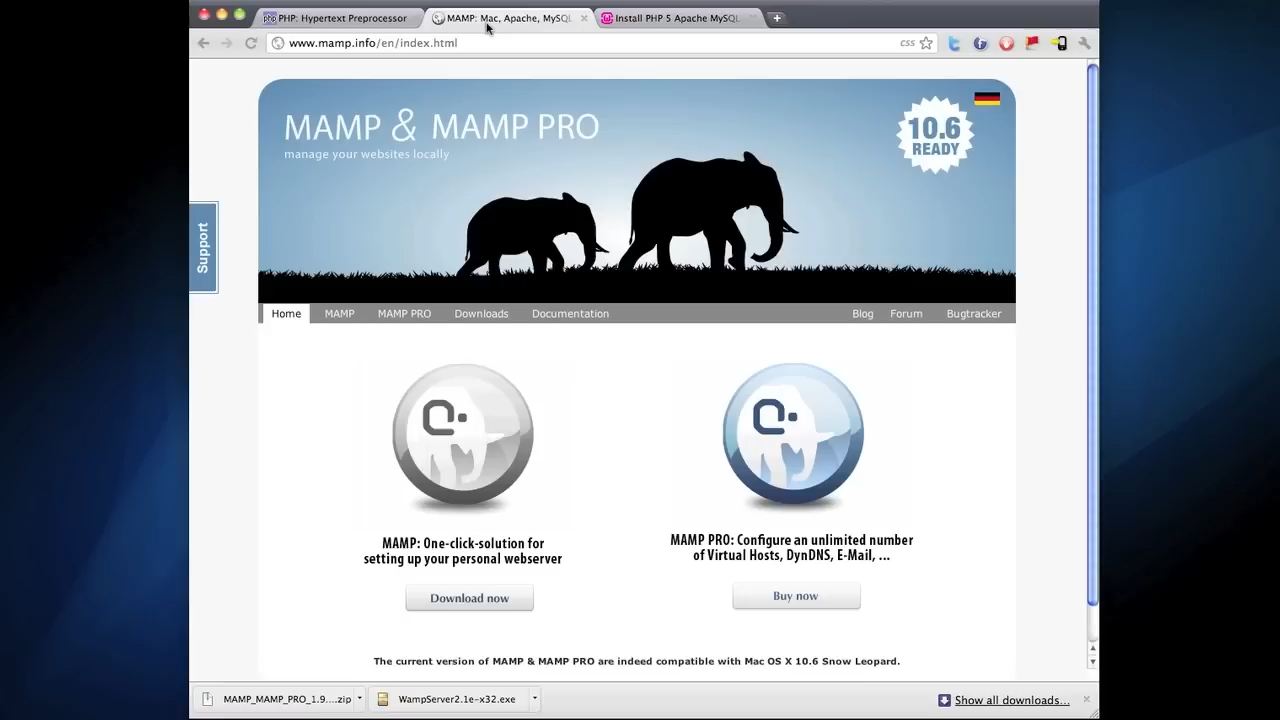 PHP: Hypertext Preprocessor
MAMP: Mac, Apache, MySQL
Install PHP 5 Apache MySQL
www.mamp.info/en/index.html
css
MAMP & MAMP PRO
manage your websites locally
10.6
READY
Support
Home MAMP MAMP PRO Downloads Documentation Blog Forum Bugtracker
MAMP: One-click-solution for
setting up your personal webserver
Download now
MAMP PRO: Configure an unlimited number
of Virtual Hosts, DynDNS, E-Mail, ...
Buy now
The current version of MAMP & MAMP PRO are indeed compatible with Mac OS X 10.6 Snow Leopard.
MAMP_MAMP_PRO_1.9....zip
WampServer2.1e-x32.exe
Show all downloads...